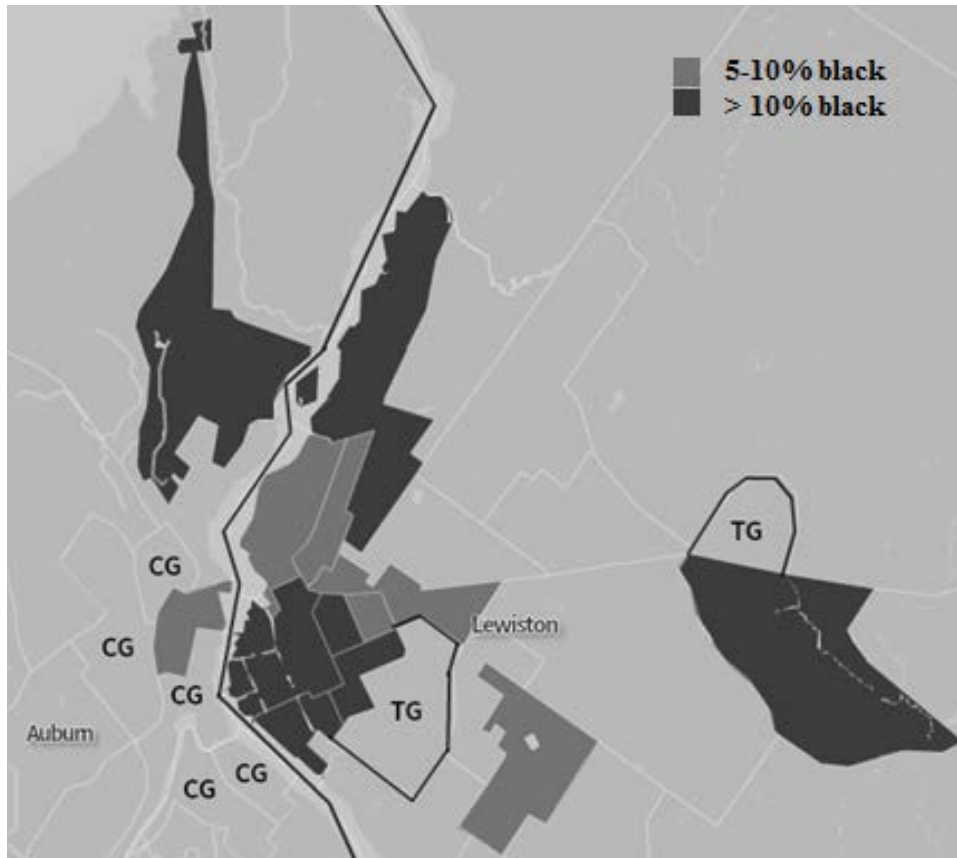 5-10% black
> 10% black
TG
CG
Lewiston
CG
CG
TG
Auburn
CG
CG